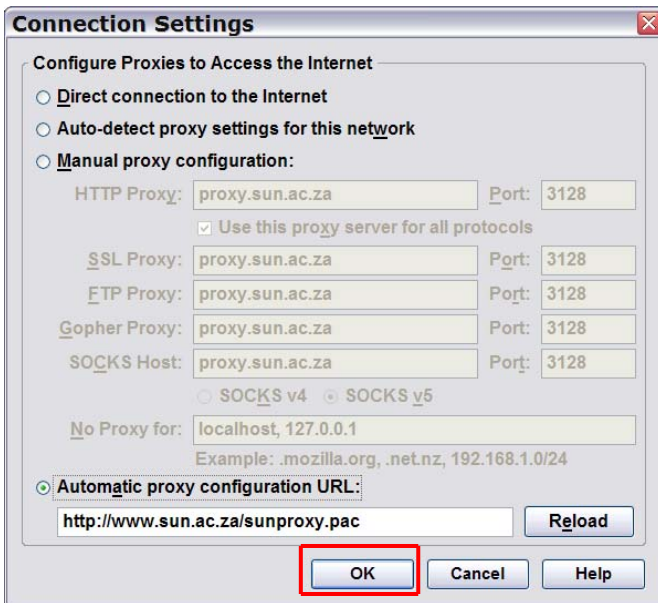 Connection Settings
Configure Proxies to Access the Internet
Direct connection to the Internet
Auto-detect proxy settings for this network
Manual proxy configuration:
HTTP Proxy: proxy.sun.ac.za Port: 3128
Use this proxy server for all protocols
SSL Proxy: proxy.sun.ac.za Port: 3128
FTP Proxy: proxy.sun.ac.za Port: 3128
Gopher Proxy: proxy.sun.ac.za Port: 3128
SOCKS Host: proxy.sun.ac.za Port: 3128
SOCKS v4 SOCKS v5
No Proxy for: localhost, 127.0.0.1
Example: .mozilla.org, .net.nz, 192.168.1.0/24
Automatic proxy configuration URL:
http://www.sun.ac.za/sunproxy.pac Reload
OK Cancel Help